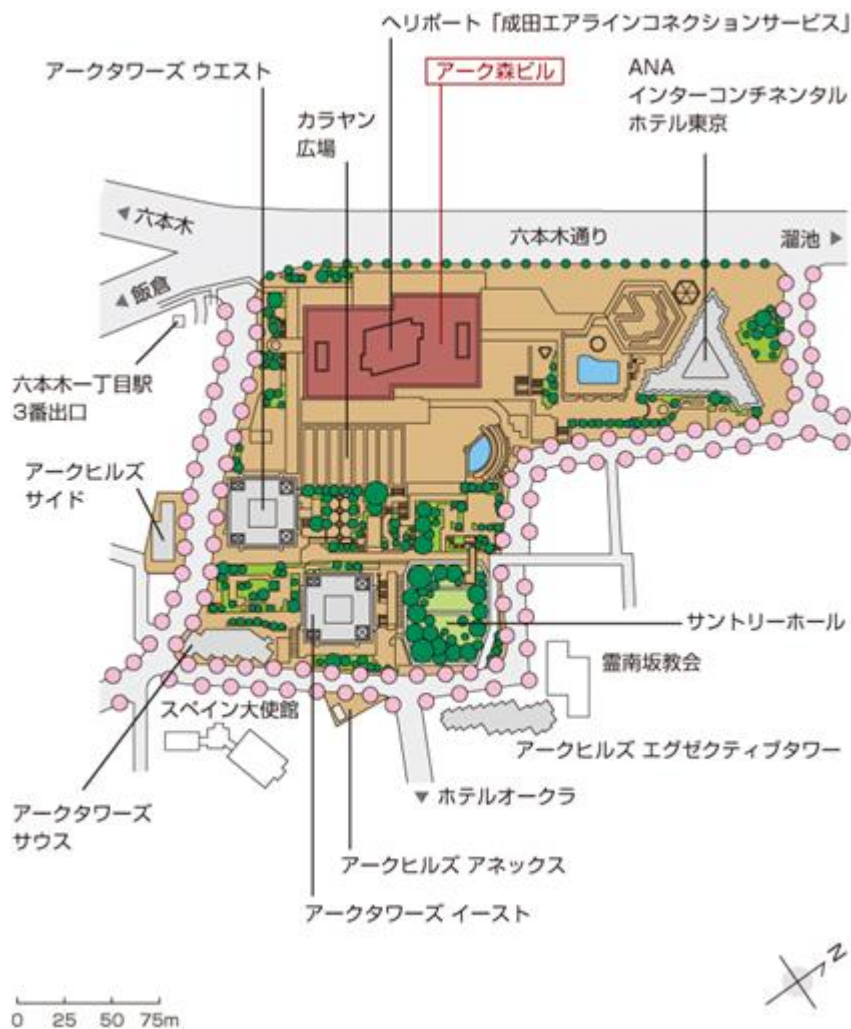 ヘリポート「成田エアラインコネクションサービス」
アークタワーズ ウエスト
アーク森ビル
ANA
インターコンチネンタル
ホテル東京
カラヤン
広場
◀六本木
六本木通り
溜池 ▶
◀飯倉
六本木一丁目駅
3番出口
アークヒルズ
サイド
サントリーホール
霊南坂教会
スペイン大使館
アークヒルズ エグゼクティブタワー
▼ ホテルオークラ
アークタワーズ
サウス
アークヒルズ アネックス
アークタワーズ イースト
N
0 25 50 75m